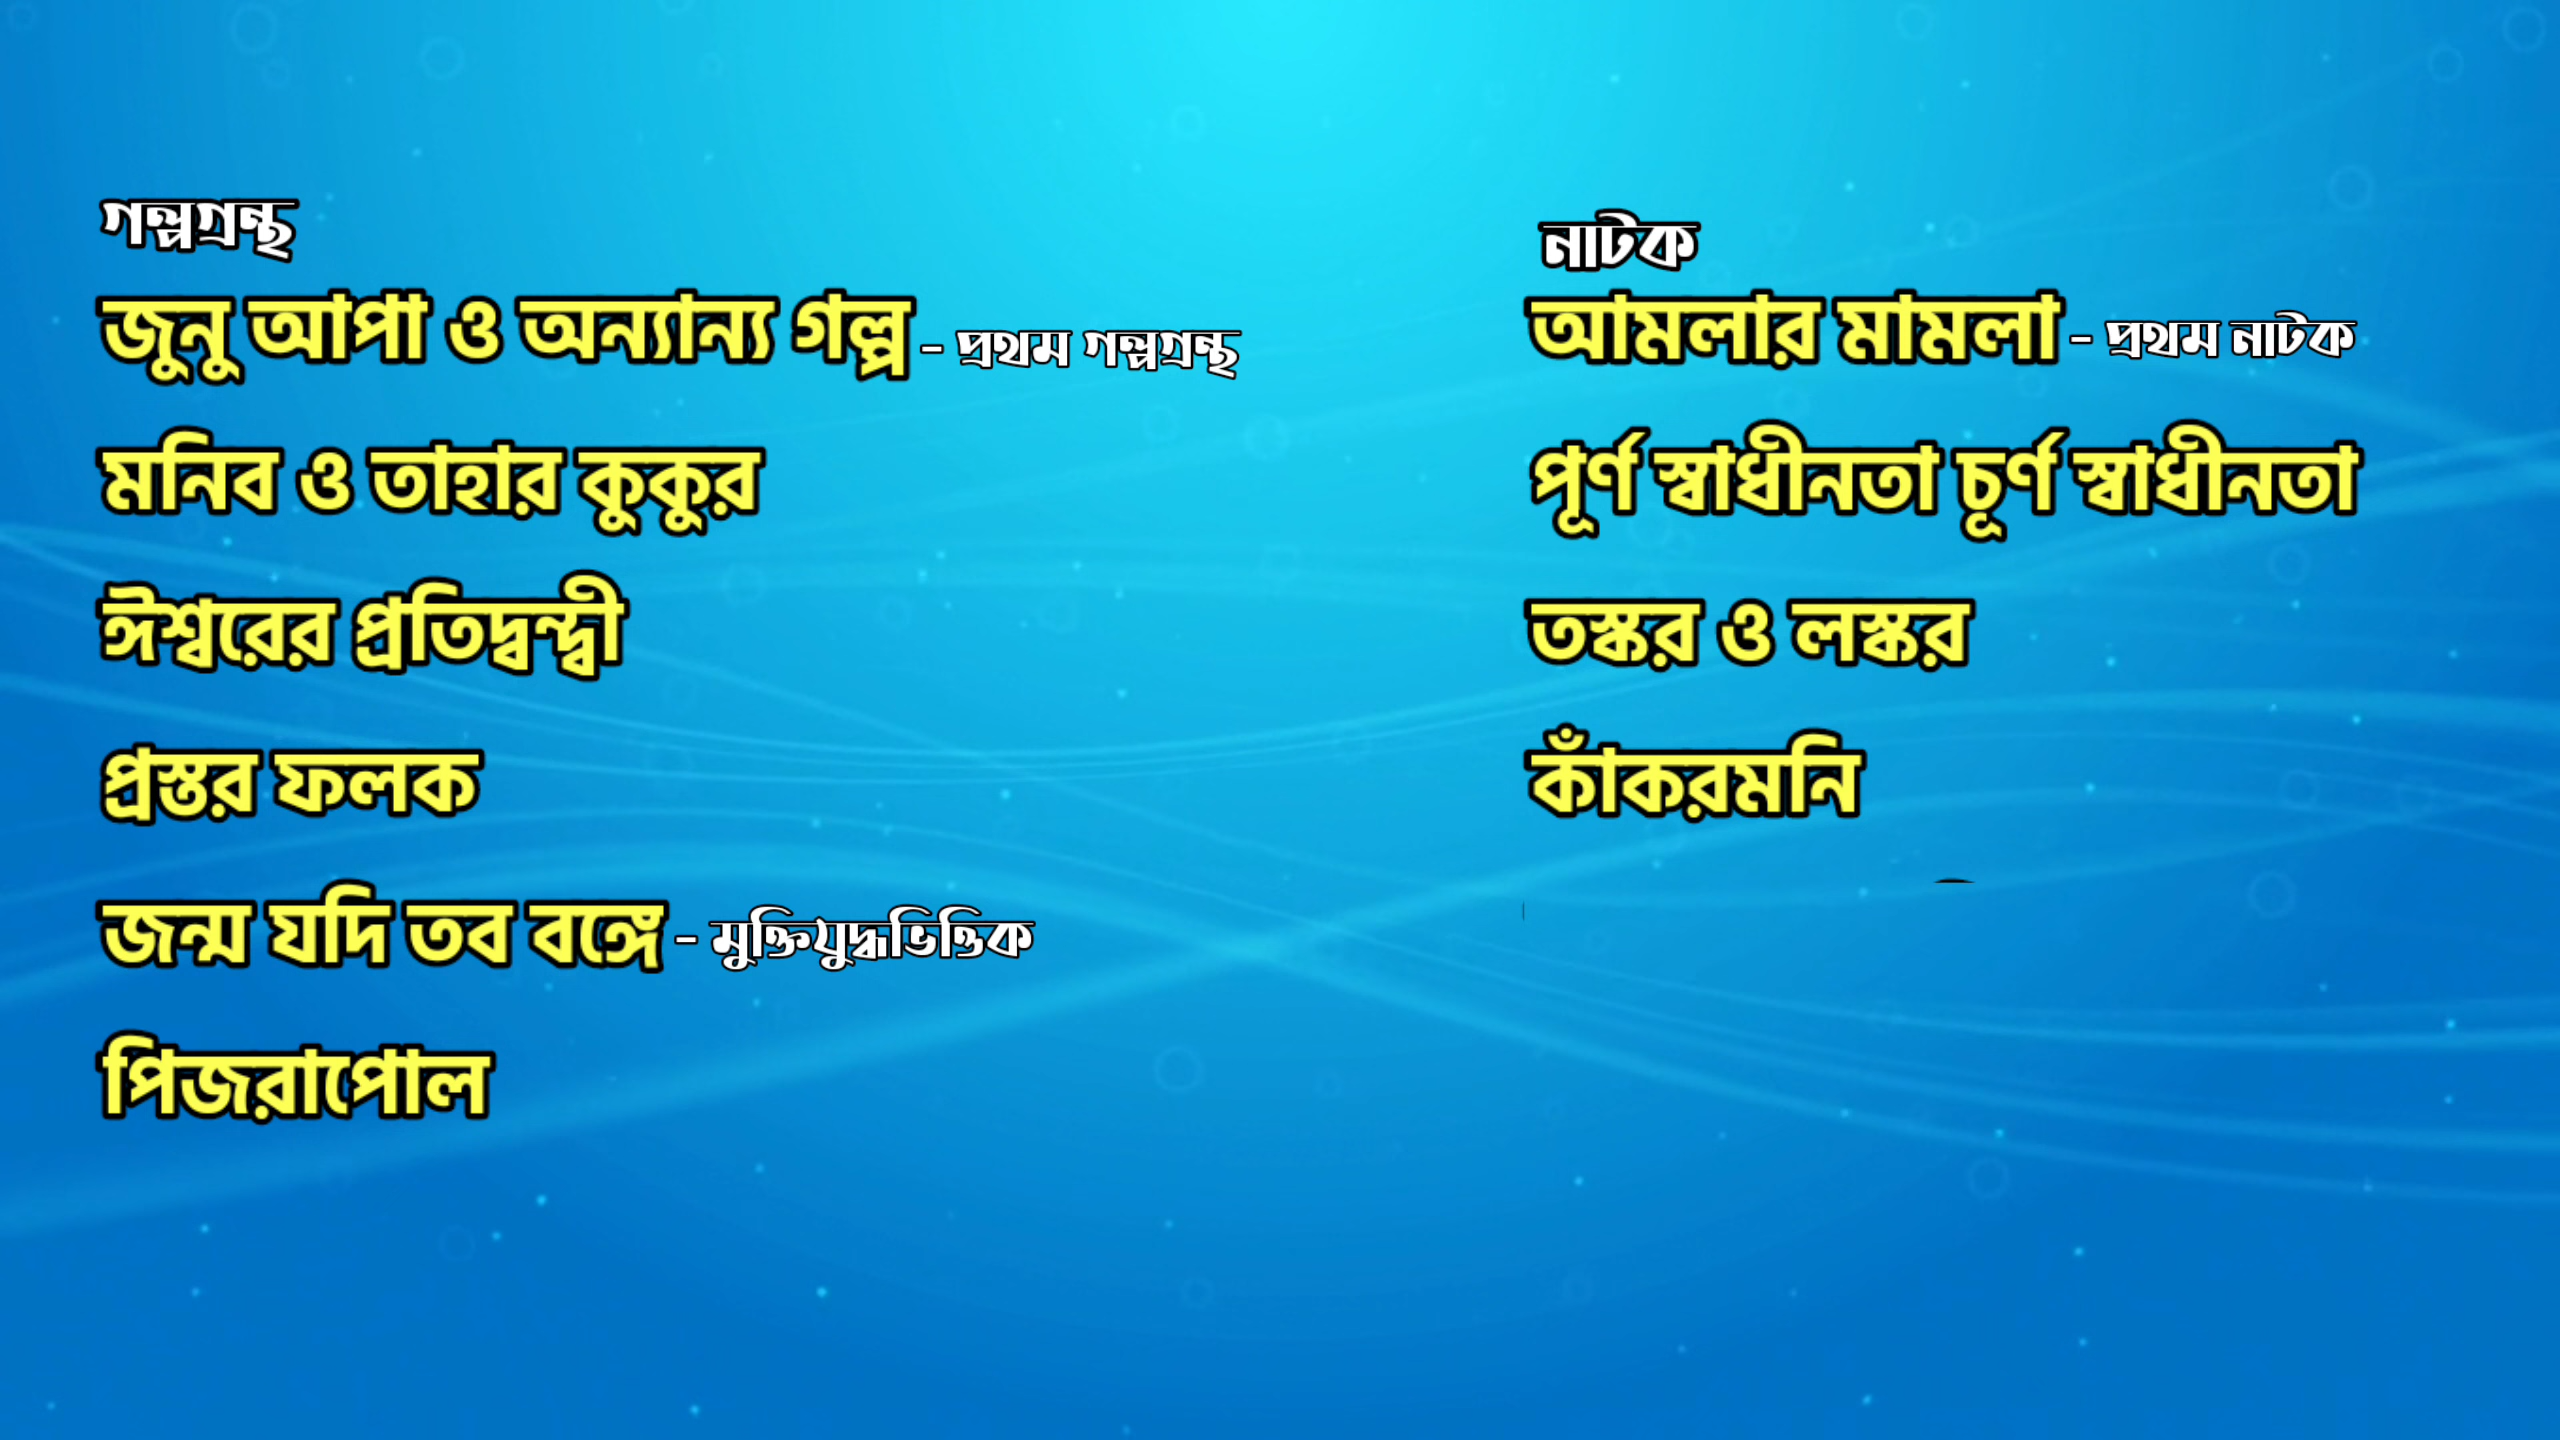 গল্পগ্রন্থ
জুনু আপা ও অন্যান্য গল্প - প্রথম গল্পগ্রন্থ
মনিব ও তাহার কুকুর
ঈশ্বরের প্রতিদ্বন্দ্বী
প্রস্তর ফলক
জন্ম যদি তব বঙ্গে - মুক্তিযুদ্ধভিত্তিক
পিজরাপোল
নাটক
আমলার মামলা - প্রথম নাটক
পূর্ণ স্বাধীনতা চূর্ণ স্বাধীনতা
তস্কর ও লস্কর
কাঁকরমনি